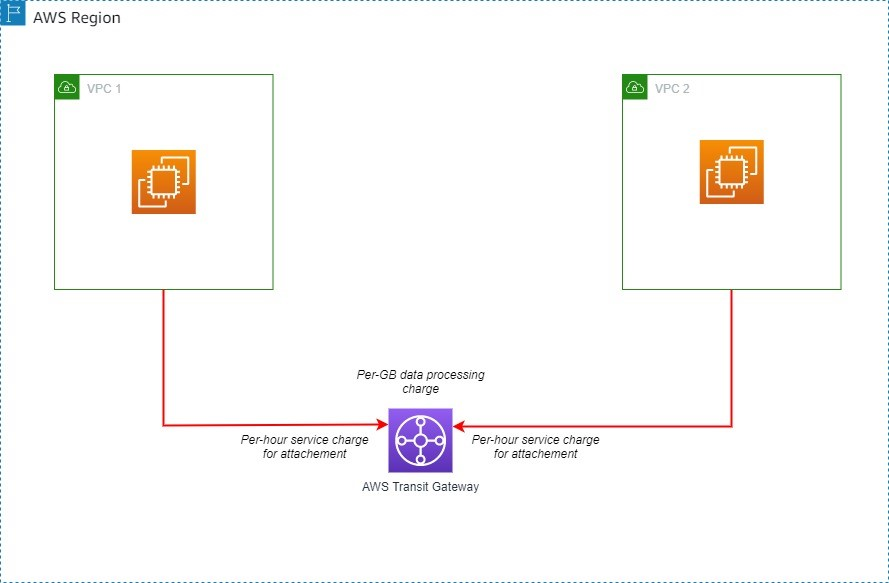 AWS Region
VPC 1
VPC 2
Per-GB data processing
charge
Per-hour service charge
for attachement
Per-hour service charge
for attachement
AWS Transit Gateway